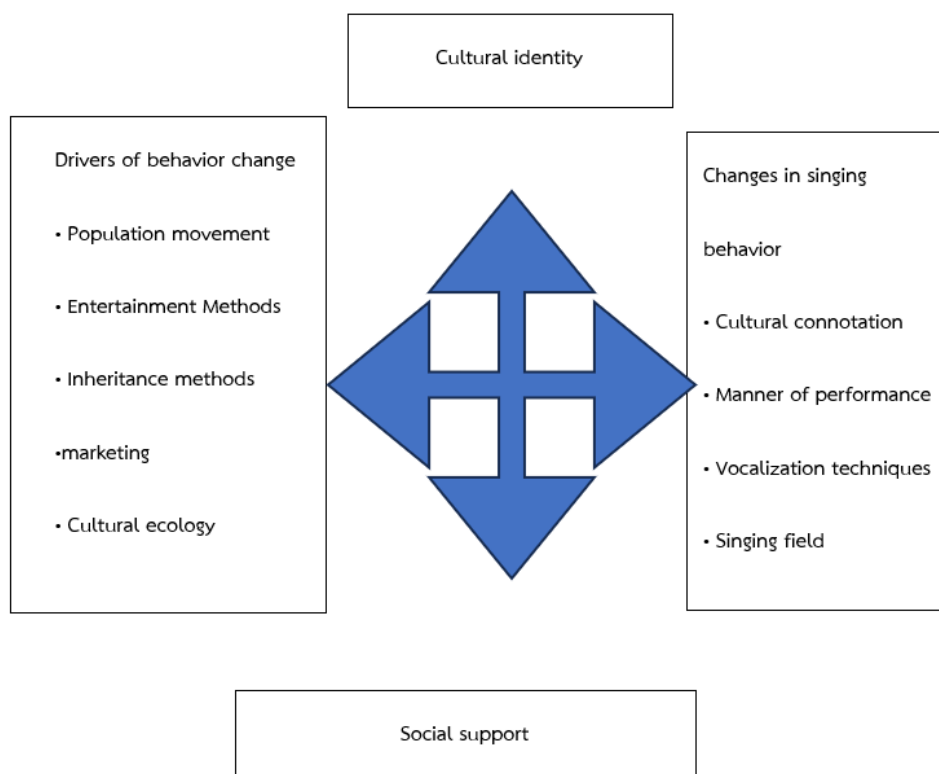 Cultural identity
Drivers of behavior change
• Population movement
• Entertainment Methods
• Inheritance methods
•marketing
• Cultural ecology
Changes in singing
behavior
• Cultural connotation
• Manner of performance
• Vocalization techniques
• Singing field
Social support